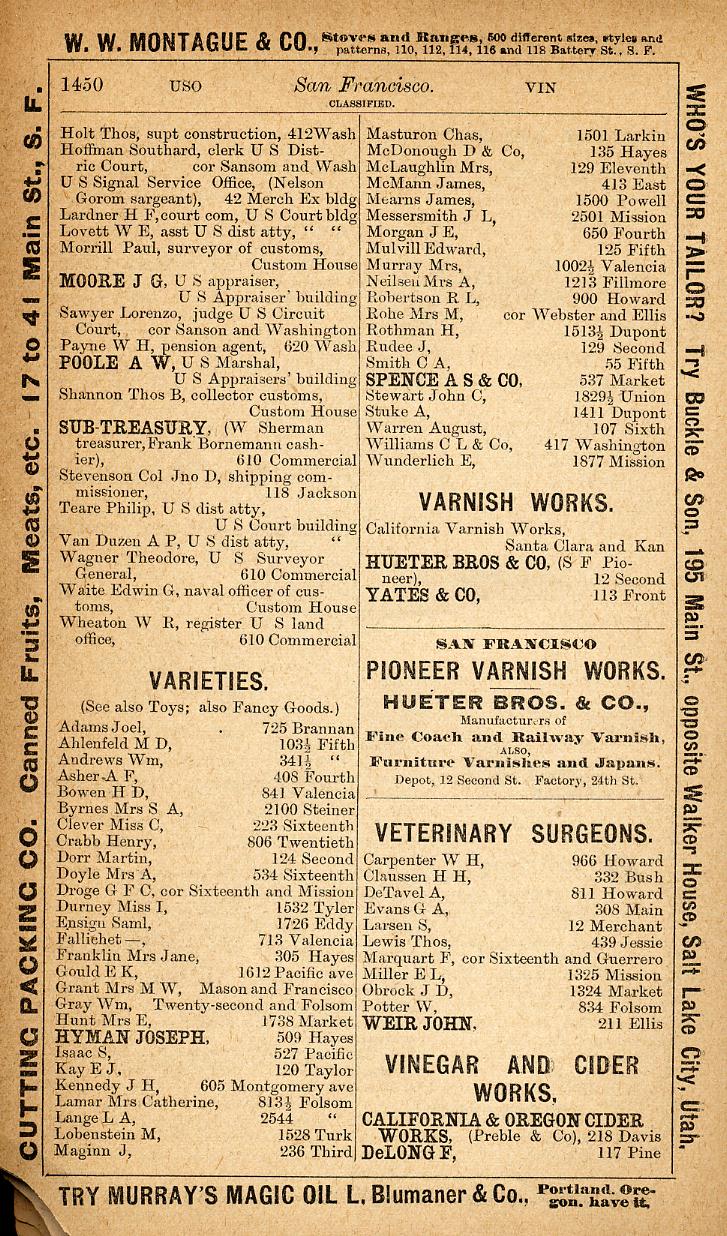 W. W. MONTAGUE & CO., Stoves and Ranges, 500 different sizes, styles and
patterns, 110, 112, 114, 116 and 118 Battery St., S. F.
1450 USO San Francisco. VIN
CLASSIFIED.
Holt Thos, supt construction, 412 Wash
Hoffman Southard, clerk U S Dist-
ric Court, cor Sansom and Wash
U S Signal Service Office, (Nelson
Gorom sargeant), 42 Merch Ex bldg
Lardner H F, court com, U S Court bldg
Lovett W E, asst U S dist atty, “ “
Morrill Paul, surveyor of customs,
Custom House
MOORE J G, U S appraiser,
U S Appraiser' building
Sawyer Lorenzo, judge U S Circuit
Court, cor Sanson and Washington
Payne W H, pension agent, 620 Wash
POOLE A W, U S Marshal,
U S Appraisers' building
Shannon Thos B, collector customs,
Custom House
SUB-TREASURY, (W Sherman
treasurer, Frank Bornemann cash-
ier), 610 Commercial
Stevenson Col Jno D, shipping com-
missioner, 118 Jackson
Teare Philip, U S dist atty,
U S Court building
Van Duzen A P, U S dist atty, “
Wagner Theodore, U S Surveyor
General, 610 Commercial
Waite Edwin G, naval officer of cus-
toms, Custom House
Wheaton W R, register U S land
office, 610 Commercial
VARIETIES.
(See also Toys; also Fancy Goods.)
Adams Joel, 725 Brannan
Ahlenfeld M D, 103½ Fifth
Andrews Wm, 341½ “
Asher A F, 408 Fourth
Bowen H D, 841 Valencia
Byrnes Mrs S A, 2100 Steiner
Clever Miss C, 223 Sixteenth
Crabb Henry, 806 Twentieth
Dorr Martin, 124 Second
Doyle Mrs A, 534 Sixteenth
Droge G F C, cor Sixteenth and Mission
Durney Miss I, 1532 Tyler
Ensign Saml, 1726 Eddy
Falliehet —, 713 Valencia
Franklin Mrs Jane, 305 Hayes
Gould E K, 1612 Pacific ave
Grant Mrs M W, Mason and Francisco
Gray Wm, Twenty-second and Folsom
Hunt Mrs E, 1738 Market
HYMAN JOSEPH, 509 Hayes
Isaac S, 527 Pacific
Kay E J, 120 Taylor
Kennedy J H, 605 Montgomery ave
Lamar Mrs Catherine, 813½ Folsom
Lange L A, 2544 “
Lobenstein M, 1528 Turk
Maginn J, 236 Third
Masturon Chas, 1501 Larkin
McDonough D & Co, 135 Hayes
McLaughlin Mrs, 129 Eleventh
McMann James, 413 East
Mearns James, 1500 Powell
Messersmith J L, 2501 Mission
Morgan J E, 650 Fourth
Mulvill Edward, 125 Fifth
Murray Mrs, 1002½ Valencia
Neilsen Mrs A, 1213 Fillmore
Robertson R L, 900 Howard
Rohe Mrs M, cor Webster and Ellis
Rothman H, 1513½ Dupont
Rudee J, 129 Second
Smith C A, 55 Fifth
SPENCE A S & CO, 537 Market
Stewart John C, 1829½ Union
Stuke A, 1411 Dupont
Warren August, 107 Sixth
Williams C L & Co, 417 Washington
Wunderlich E, 1877 Mission
VARNISH WORKS.
California Varnish Works,
Santa Clara and Kan
HUETER BROS & CO, (S F Pio-
neer), 12 Second
YATES & CO, 113 Front
SAN FRANCISCO
PIONEER VARNISH WORKS.
HUETER BROS. & CO.,
Manufacturers of
Fine Coach and Railway Varnish,
ALSO,
Furniture Varnishes and Japans.
Depot, 12 Second St. Factory, 24th St.
VETERINARY SURGEONS.
Carpenter W H, 966 Howard
Claussen H H, 332 Bush
DeTavel A, 811 Howard
Evans G A, 308 Main
Larsen S, 12 Merchant
Lewis Thos, 439 Jessie
Marquart F, cor Sixteenth and Guerrero
Miller E L, 1325 Mission
Obrock J D, 1324 Market
Potter W, 834 Folsom
WEIR JOHN, 211 Ellis
VINEGAR AND CIDER
WORKS,
CALIFORNIA & OREGON CIDER
WORKS, (Preble & Co), 218 Davis
DeLONG F, 117 Pine
CUTTING PACKING CO. Canned Fruits, Meats, etc. 17 to 41 Main St., S. F.
WHO'S YOUR TAILOR? Try Buckle & Son, 195 Main St., opposite Walker House, Salt Lake City, Utah.
TRY MURRAY'S MAGIC OIL L. Blumaner & Co., Portland, Ore-
gon, have it,